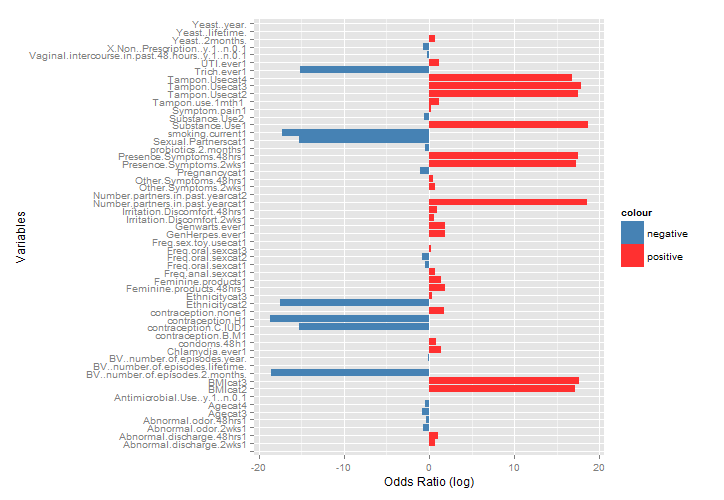 Yeast..year.
Yeast..lifetime.
Yeast..2months.
X.Non..Prescription..y.1..n.0.1
Vaginal.intercourse.in.past.48.hours..y.1..n.0.1
UTI.ever1
Trich.ever1
Tampon.Usecat4
Tampon.Usecat3
Tampon.Usecat2
Tampon.use.1mth1
Symptom.pain1
Substance.Use2
Substance.Use1
smoking.current1
Sexual.Partnerscat1
probiotics.2.months1
Presence.Symptoms.48hrs1
Presence.Symptoms.2wks1
Pregnancycat1
Other.Symptoms.48hrs1
Other.Symptoms.2wks1
Number.partners.in.past.yearcat2
Number.partners.in.past.yearcat1
Irritation.Discomfort.48hrs1
Irritation.Discomfort.2wks1
Genwarts.ever1
GenHerpes.ever1
Freq.sex.toy.usecat1
Freq.oral.sexcat3
Freq.oral.sexcat2
Freq.oral.sexcat1
Freq.anal.sexcat1
Feminine.products1
Feminine.products.48hrs1
Ethnicitycat3
Ethnicitycat2
contraception.none1
contraception.H1
contraception.C.IUD1
contraception.B.M1
condoms.48h1
Chlamydia.ever1
BV..number.of.episodes.year.
BV..number.of.episodes.lifetime.
BV..number.of.episodes.2.months.
BMIcat3
BMIcat2
Antimicrobial.Use..y.1..n.0.1
Agecat4
Agecat3
Abnormal.odor.48hrs1
Abnormal.odor.2wks1
Abnormal.discharge.48hrs1
Abnormal.discharge.2wks1
Variables
-20 -10 0 10 20
Odds Ratio (log)
colour
negative
positive